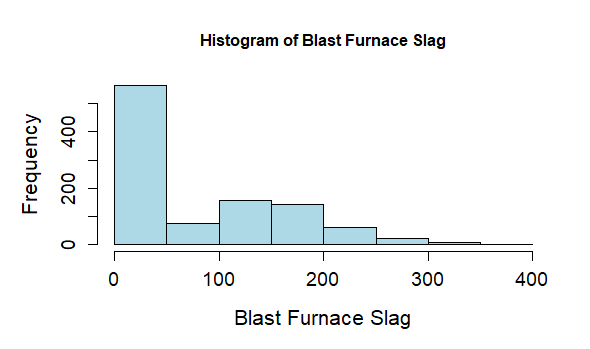 Histogram of Blast Furnace Slag
Frequency
400
200
0
0 100 200 300 400
Blast Furnace Slag